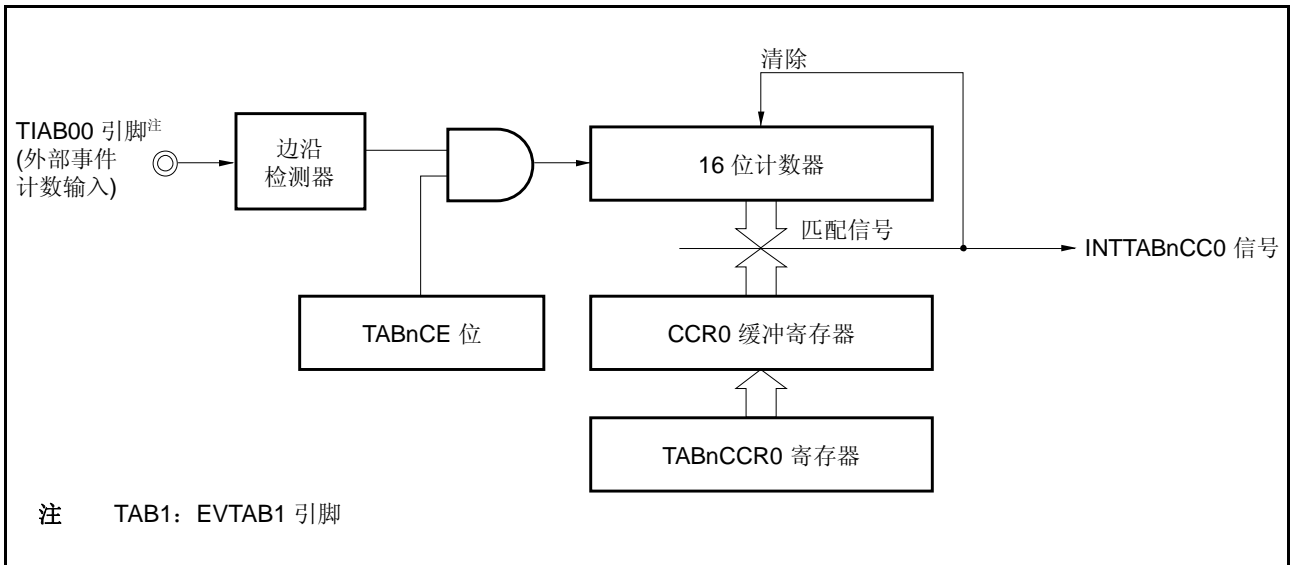 清除
TIAB00 引脚注
(外部事件
计数输入)
边沿
检测器
16 位计数器
匹配信号
INTTABnCC0 信号
TABnCE 位
CCR0 缓冲寄存器
TABnCCR0 寄存器
注 TAB1：EVTAB1 引脚